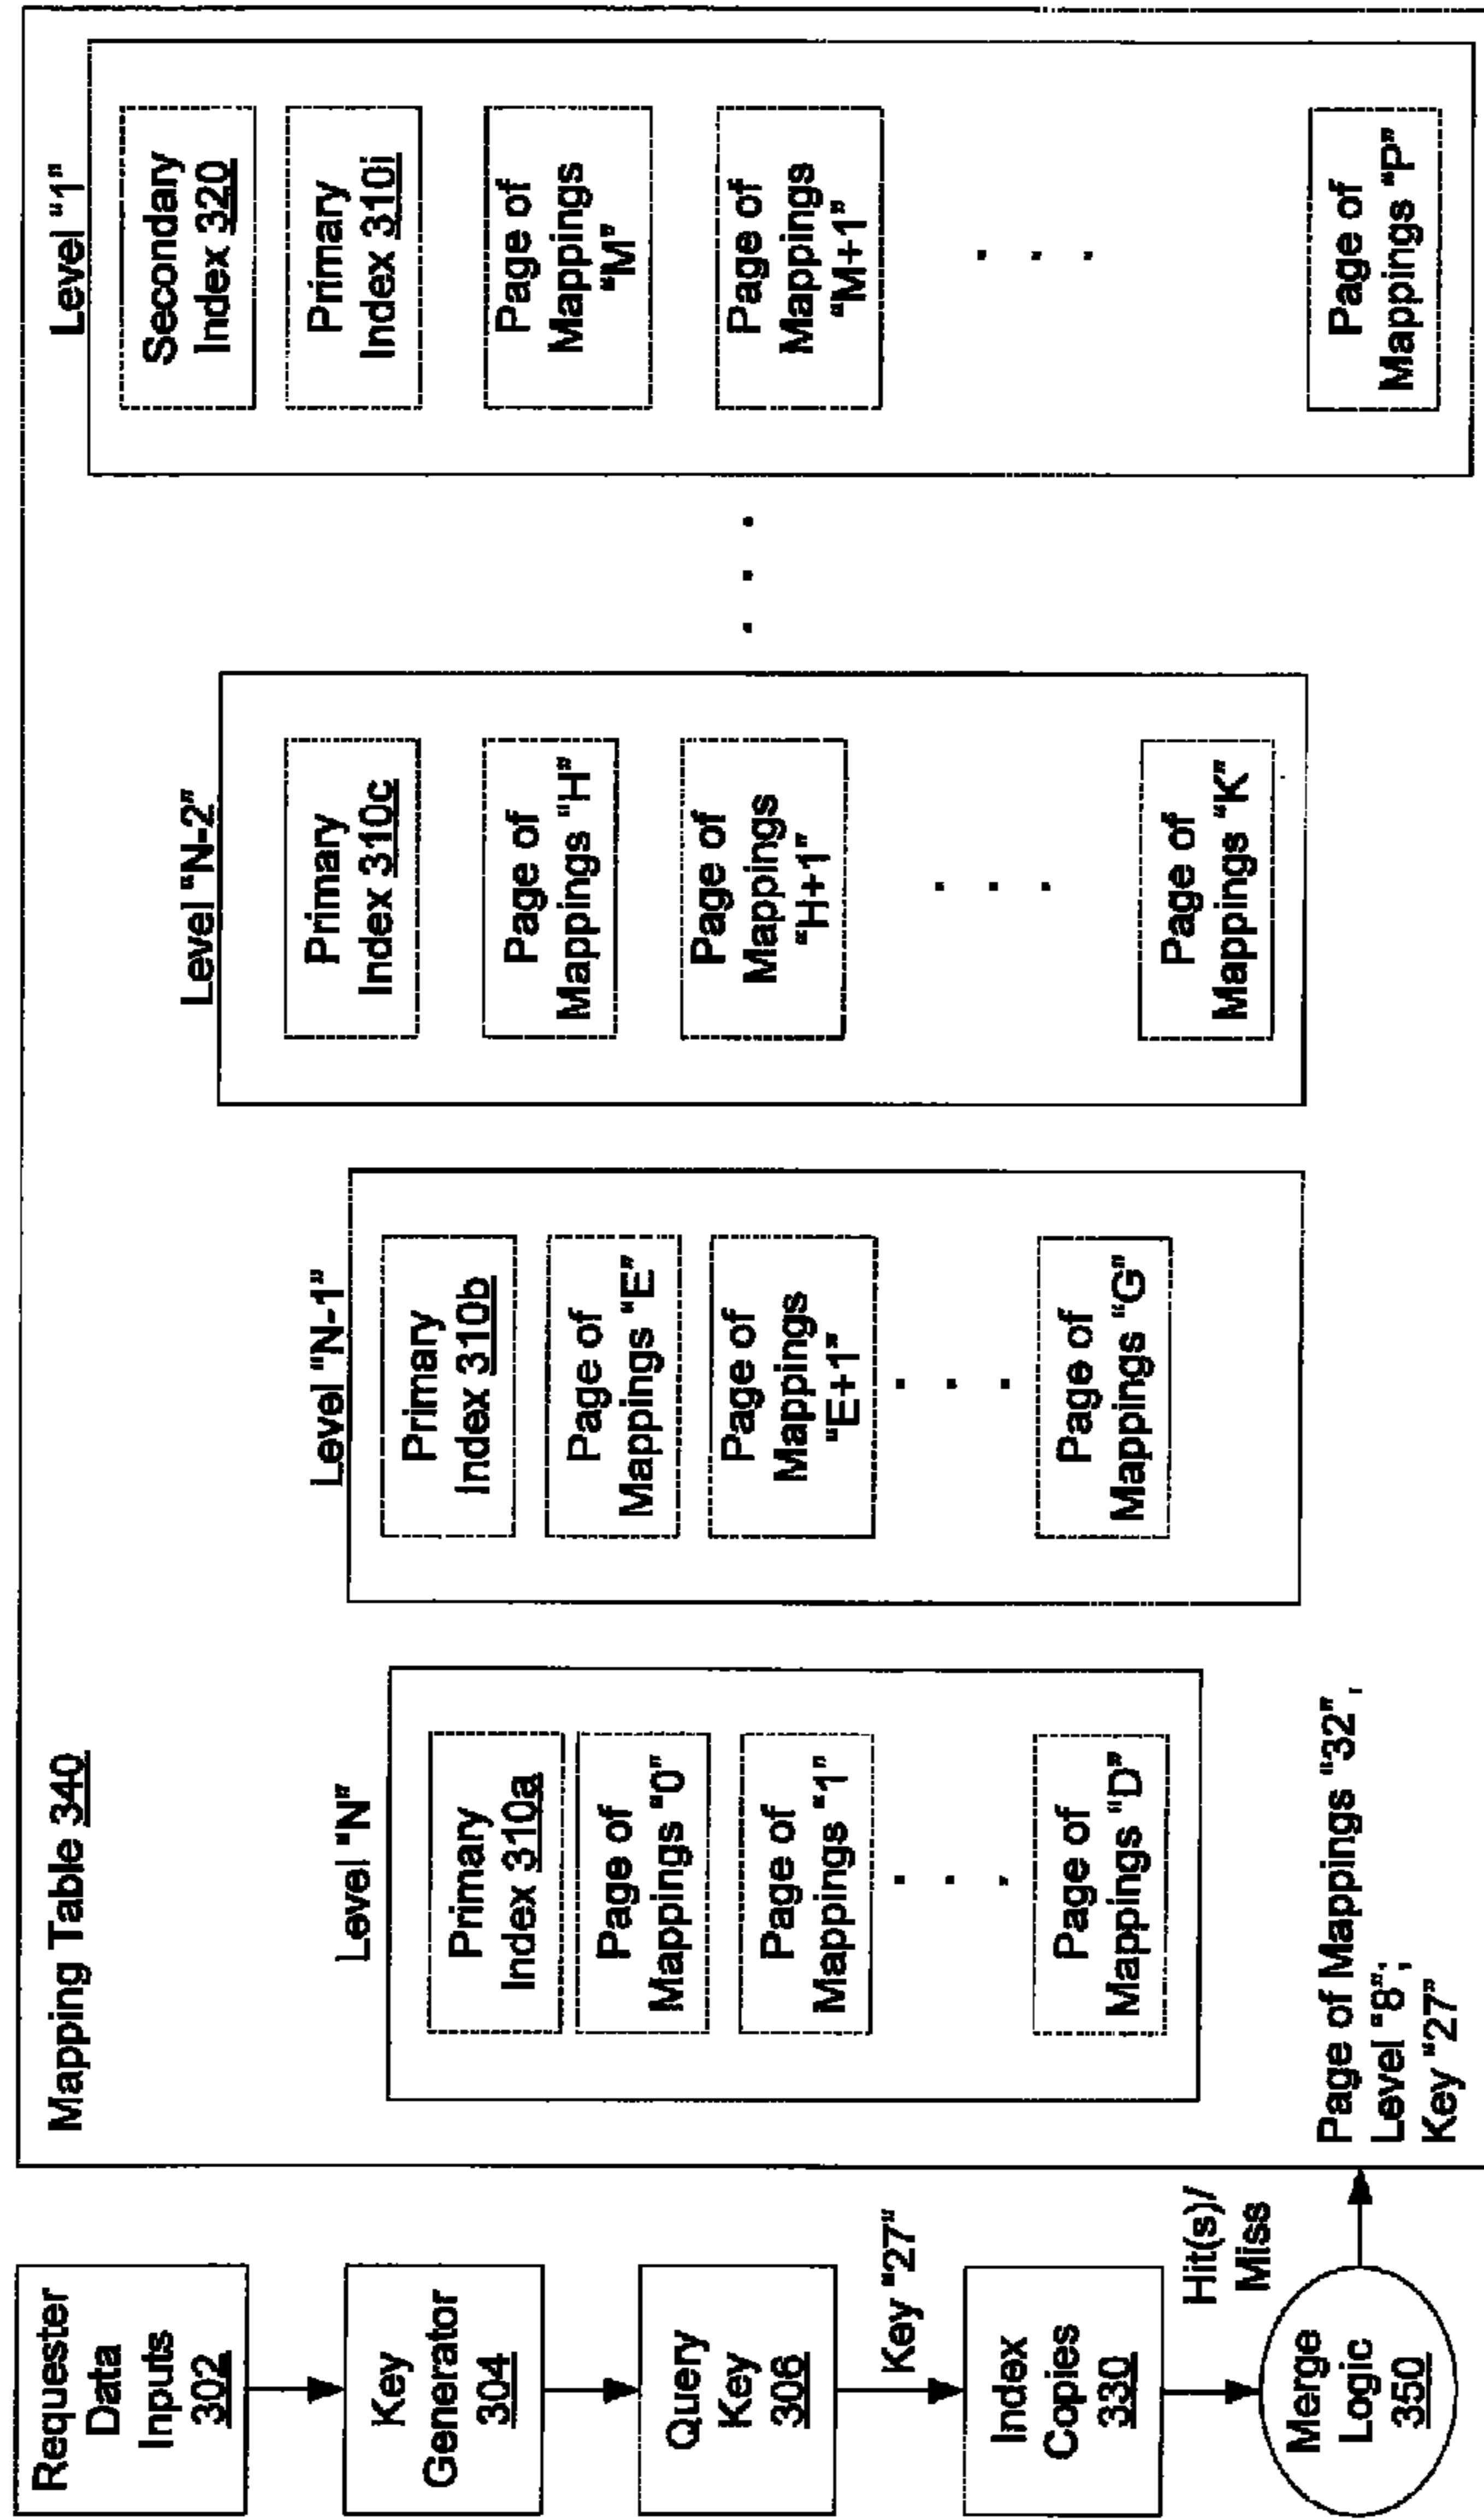 Requester
Data
Inputs
302
Key
Generator
304
Query
Key
306
Key "27"
Index
Copies
330
Hit(s)/
Miss
Merge
Logic
350
Mapping Table 340
Level "N"
Primary
Index 310a
Page of
Mappings "0"
Page of
Mappings "1"
. . .
Page of
Mappings "D"
Level "N-1"
Primary
Index 310b
Page of
Mappings "E"
Page of
Mappings
"E+1"
. . .
Page of
Mappings "G"
Level "N-2"
Primary
Index 310c
Page of
Mappings "H"
Page of
Mappings
"H+1"
. . .
Page of
Mappings "K"
. . .
Level "1"
Secondary
Index 320
Primary
Index 310i
Page of
Mappings
"M"
Page of
Mappings
"M+1"
. . .
Page of
Mappings "P"
Page of Mappings "32",
Level "8";
Key "27"